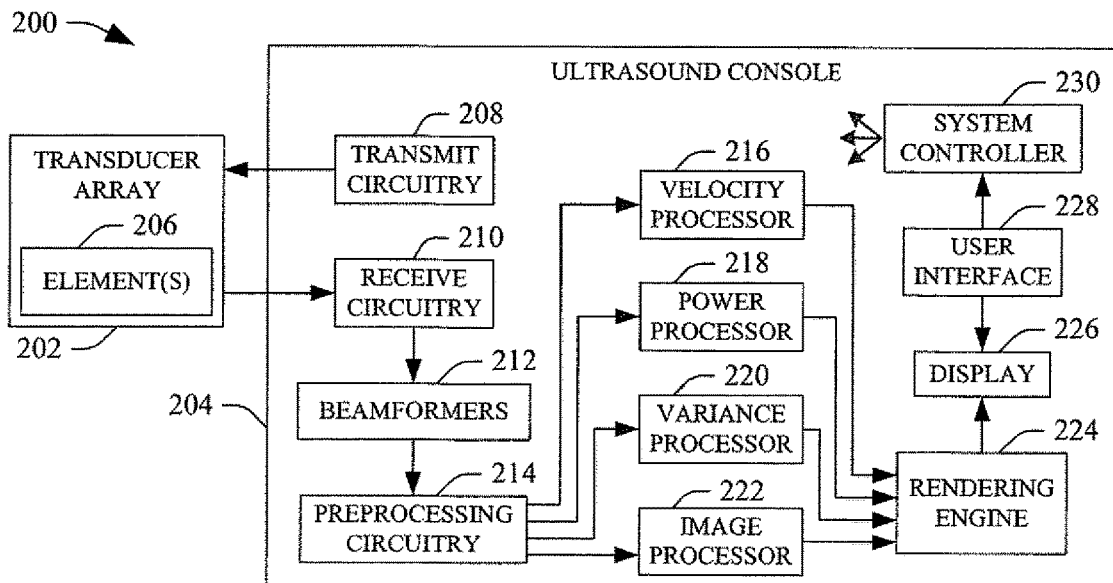 200
ULTRASOUND CONSOLE
230
SYSTEM
CONTROLLER
208
TRANSMIT
CIRCUITRY
TRANSDUCER
ARRAY
206
ELEMENT(S)
202
216
VELOCITY
PROCESSOR
228
USER
INTERFACE
210
RECEIVE
CIRCUITRY
218
POWER
PROCESSOR
226
DISPLAY
212
BEAMFORMERS
204
220
VARIANCE
PROCESSOR
224
RENDERING
ENGINE
214
PREPROCESSING
CIRCUITRY
222
IMAGE
PROCESSOR